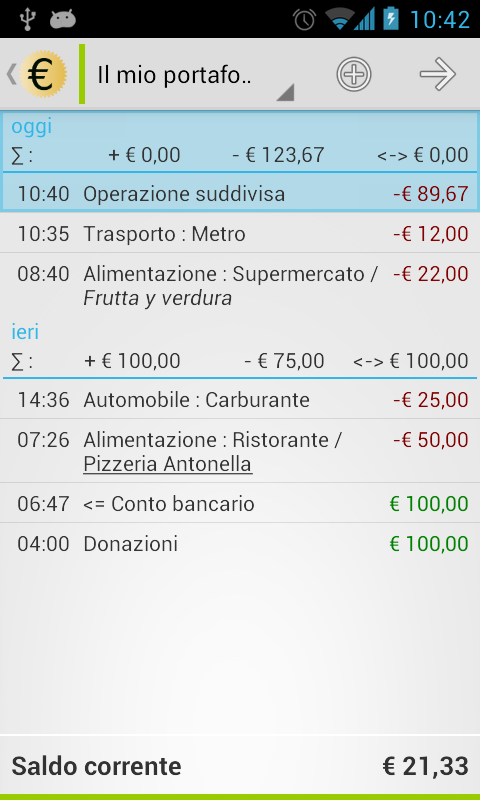 10:42
€ Il mio portafo..
oggi
∑ : + € 0,00 - € 123,67 <-> € 0,00
10:40 Operazione suddivisa -€ 89,67
10:35 Trasporto : Metro -€ 12,00
08:40 Alimentazione : Supermercato / -€ 22,00
Frutta y verdura
ieri
∑ : + € 100,00 - € 75,00 <-> € 100,00
14:36 Automobile : Carburante -€ 25,00
07:26 Alimentazione : Ristorante / -€ 50,00
Pizzeria Antonella
06:47 <= Conto bancario € 100,00
04:00 Donazioni € 100,00
Saldo corrente € 21,33